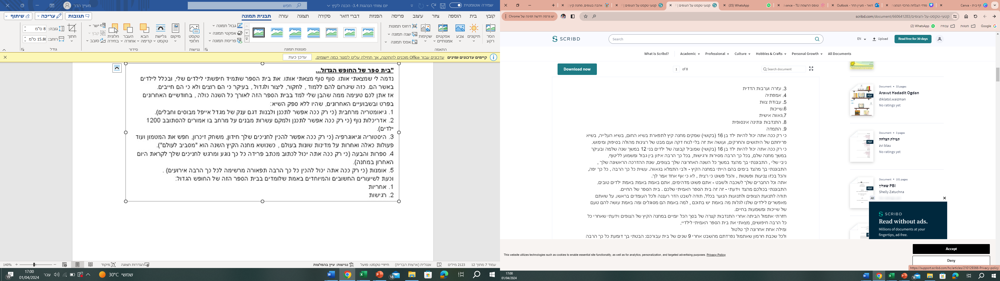 שמירה אוטומטית
יום צוותי הנהגות 3.4- הכנה לקיץ
חפש
מעיין הדר
קובץ
בית
הוספה
ציור
עיצוב
פריסה
הפניות
דברי דואר
סקירה
תצוגה
עזרה
תבנית תמונה
תגובות
עריכה
שיתוף
הסר רקע
תיקונים
צבע
אפקטים אמנותיים
שקיפות
דחוס תמונות
שנה תמונה
אפס תמונה
התאמה
סגנונות תמונה
גבול תמונה
אפקטי תמונה
פריסת תמונה
טקסט חלופי
נגישות
מיקום
גלישת טקסט
הבא קדימה
העבר אחורה
חלונית בחירה
ישר
קבץ
סובב
סידור
חתוך
גובה: 8 ס"מ
רוחב: 15.86 ס"מ
גודל
קיימים עדכונים זמינים עדכונים עבור Office מוכנים להתקנה, אך תחילה עלינו לסגור כמה יישומים.
עדכן כעת
"בית ספר של החופש הגדול...
נדמה לי שמצאתי אותו. סוף סוף מצאתי אותו. את בית הספר שתמיד חיפשתי לילדים שלי, ובכלל לילדים
באשר הם. כזה שיגרום להם ללמוד , לחקור, ליצור ולגדול , בעיקר כי הם רוצים ולא כי הם חייבים.
אז אתן לכם טעימה ממה שהבן שלי למד בבית הספר הזה לאורך כל השנה כולה , בחודשיים האחרונים
בפרט ובשבועיים האחרונים, שהיו ללא ספק השיא:
1. גיאומטריה מרחבית (כי רק ככה אפשר לתכנן ולבנות דגם ענק של מגדל אייפל מבוסים וחבלים).
2. אדריכלות נוף (כי רק ככה אפשר לתכנן ולמקם עשרות מבנים על מרחב בו אמורים להסתובב 1200
ילדים).
3. היסטוריה וגיאוגרפיה (כי רק ככה אפשר להכין לחניכים שלך חידון, משחק זיכרון, חפש את המטמון ועוד
פעולות כאלה ואחרות על מדינות שונות בעולם , כשנושא מחנה הקיץ השנה הוא "מסביב לעולם").
4. ספרות והבעה (כי רק ככה אתה יכול לכתוב מכתב פרידה כל כך נוגע ומרגש לחניכים שלך לקראת היום
האחרון במחנה).
5. אומנות (כי רק ככה אתה יכול להכין כל כך הרבה תפאורה מרשימה לכל כך הרבה אירועים) .
וכעת לשיעורים החשובים והמיוחדים באמת שלומדים בבית הספר הזה של החופש הגדול:
1. אחריות
2. רגישות
עמוד 7 מתוך 12
2123 מילים
אנגלית (ארצות הברית)
חיזויי טקסט: פועל
נגישות: עיין בהמלצות
מיקוד
הגדרות תצוגה
140%
שמשי 30°C
עבר
17:00
01/04/2024
19
18
דף בית - Canva
מדדי הצלחה מרכזי הנהגה
דואר - מעיין הדר - Outlook
טופס הרשמה TLI - vance
(35) WhatsApp
קטעי טקסט על הצופים
קטעי טקסט על הצופים
אהבה בצופים, מחנה קיץ
יש גרסה חדשה זמינה של Chrome
scribd.com/document/660641283/קטעי-טקסט-על-הצופים
Google
מצגות
עבודה
(2) WhatsApp
SCRIBD
Search
EN
Upload
Read free for 30 days
What is Scribd?
Academic
Professional
Culture
Hobbies & Crafts
Personal Growth
All Documents
Download now
1 of 8
Search document
3. עזרה וערבות הדדית
4. אמפתיה
5. עבודת צוות
6.שייכות
7.גאווה אישית
8. התנדבות ונתינה אינסופית
9. התמדה
כי רק ככה אתה יכול להיות ילד בן 16 (בקושי) שמקים מחנה קיץ לתפארת בשיא החום, בשיא העלייה, בשיא
פריחתם של היתושים והחרקים, ועושה את זה בלי לנוח דקה ועם מבט של רצינות מהולה בסיפוק ומימוש.
כי רק ככה אתה יכול להיות ילד בן 16 (בקושי) שמוביל קבוצה של ילדים בני 12 במשך שנה שלמה ובעיקר
במשך מחנה שלם, בכל כך הרבה מסירות ורגישות, בכל כך הרבה איזון בין גבול ומשמוע לליטוף.
ניבי שלי , התבוננתי בך מהצד במשך כל השנה האחרונה שלך בצופים, שנת ההדרכה הראשונה שלך ,
התבוננתי בך מהצד בימים בהם הייתי במחנה הקיץ - ולבי התמלא בגאווה. עשית כל כך הרבה , כל כך יפה,
והכל בכזו צניעות ופשטות , והכל פשוט כי רצית , לא כי אף אחד אמר לך.
אתה וכל החברים שלך לשכבה ולשבט - אתם פשוט מדהימים. אתם באמת באמת באמת ילדים טובים.
התבוננתי בכולכם מהצד וידעתי - זה זה בית הספר האמיתי שלכם . בית הספר של החיים.
תודה לתנועת הצופים ולתנועות הנוער בכלל, תודה לשבט הדר רעננה ולכל העומדים בראשו, על שאתם
מאפשרים לילדים שלנו לגלות מה באמת יש בתוכם , למה באמת הם מסוגלים ומה באמת עושה להם טעם
של שייכות ומשמעות בחיים.
חזרתי אתמול הביתה אחרי התנדבות קצרה של בסך הכל יומיים במחנה הקיץ של הצופים וידעתי שאחרי כל
כל הרבה חיפושים, מצאתי את בית הספר האמיתי לילדיי.
ומילה אחת אחרונה לך טלטול
ולכל שכבת חרמון שאתמול נפרדתם מהשבט אחרי 9 שנים של בית עבורכם: הבטתי בך דומעת כל כך הרבה
Document • 33 pages
Aravut Hadadit Ogdan
diklatol.waizman
No ratings yet
Document • 3 pages
תפילת הצלחה
zvi blau
No ratings yet
Document • 101 pages
שאלון PBI
Shelly Zatuchna
PDF
PDF
PDF
AD
SCRIBD
Read without ads.
Millions of documents at your
fingertips, ad-free.
This website utilizes technologies such as cookies to enable essential site functionality, as well as for analytics, personalization, and targeted advertising purposes. Privacy Policy
Accept
Deny
https://support.scribd.com/hc/articles/210129366-Privacy-policy
17:00
01/04/2024
18